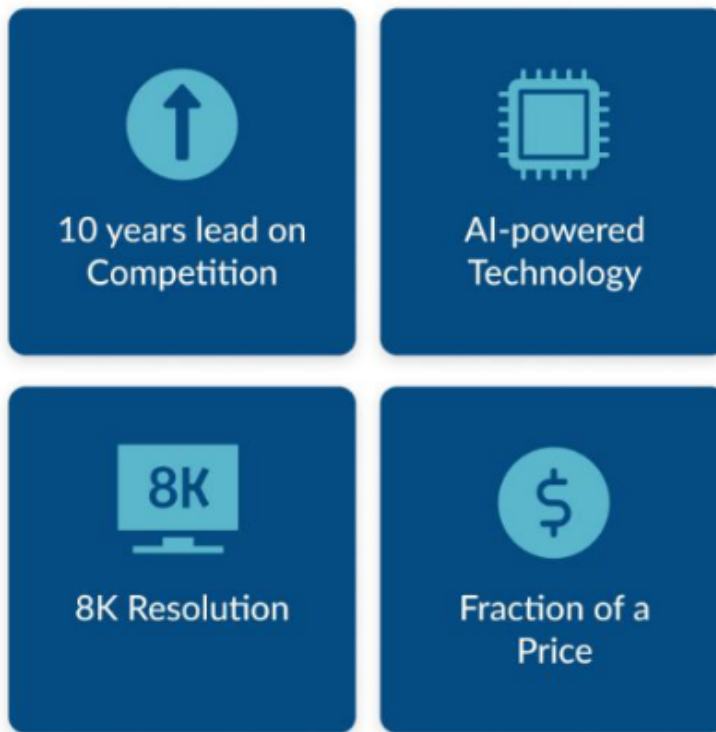 10 years lead on
Competition
AI-powered
Technology
8K
8K Resolution
$
Fraction of a
Price